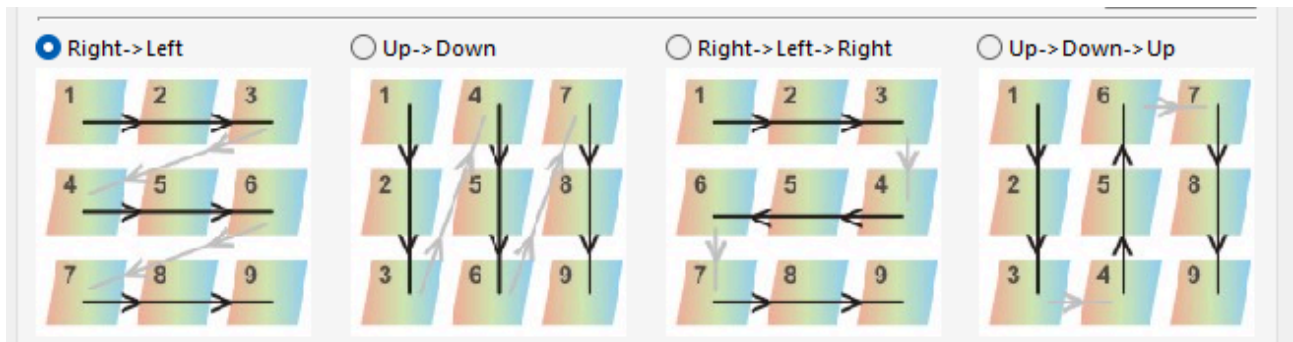 Right->Left Up->Down Right->Left->Right Up->Down->Up
1 2 3 1 4 7 1 2 3 1 6 7
4 5 6 2 5 8 6 5 4 2 5 8
7 8 9 3 6 9 7 8 9 3 4 9